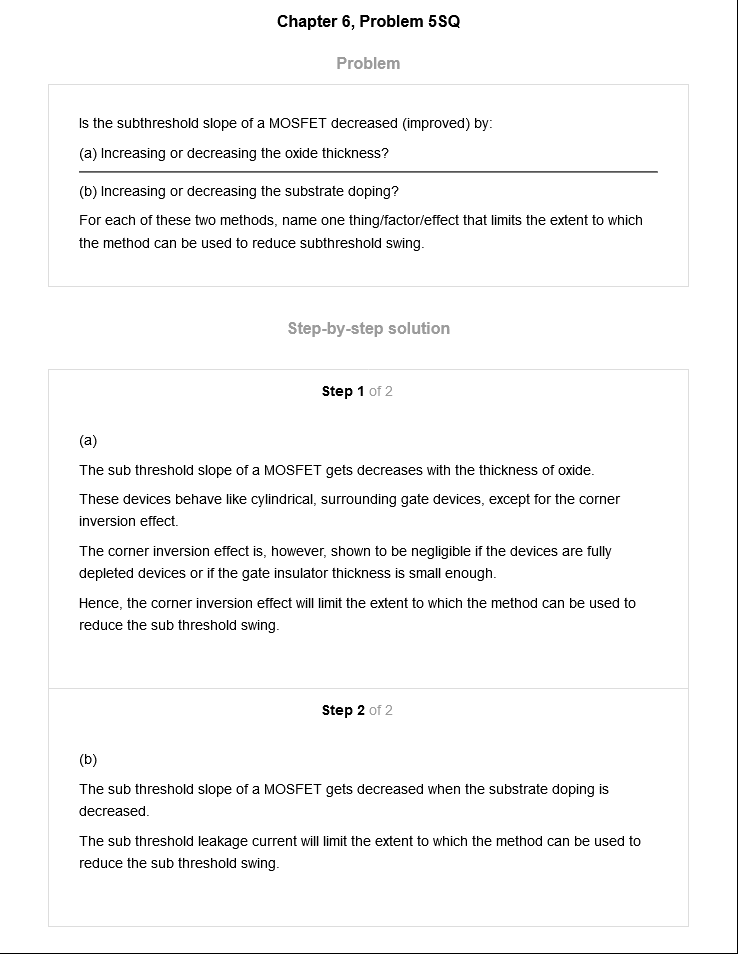 Chapter 6, Problem 5SQ
Problem
Is the subthreshold slope of a MOSFET decreased (improved) by:
(a) Increasing or decreasing the oxide thickness?
(b) Increasing or decreasing the substrate doping?
For each of these two methods, name one thing/factor/effect that limits the extent to which
the method can be used to reduce subthreshold swing.
Step-by-step solution
Step 1 of 2
(a)
The sub threshold slope of a MOSFET gets decreases with the thickness of oxide.
These devices behave like cylindrical, surrounding gate devices, except for the corner
inversion effect.
The corner inversion effect is, however, shown to be negligible if the devices are fully
depleted devices or if the gate insulator thickness is small enough.
Hence, the corner inversion effect will limit the extent to which the method can be used to
reduce the sub threshold swing.
Step 2 of 2
(b)
The sub threshold slope of a MOSFET gets decreased when the substrate doping is
decreased.
The sub threshold leakage current will limit the extent to which the method can be used to
reduce the sub threshold swing.